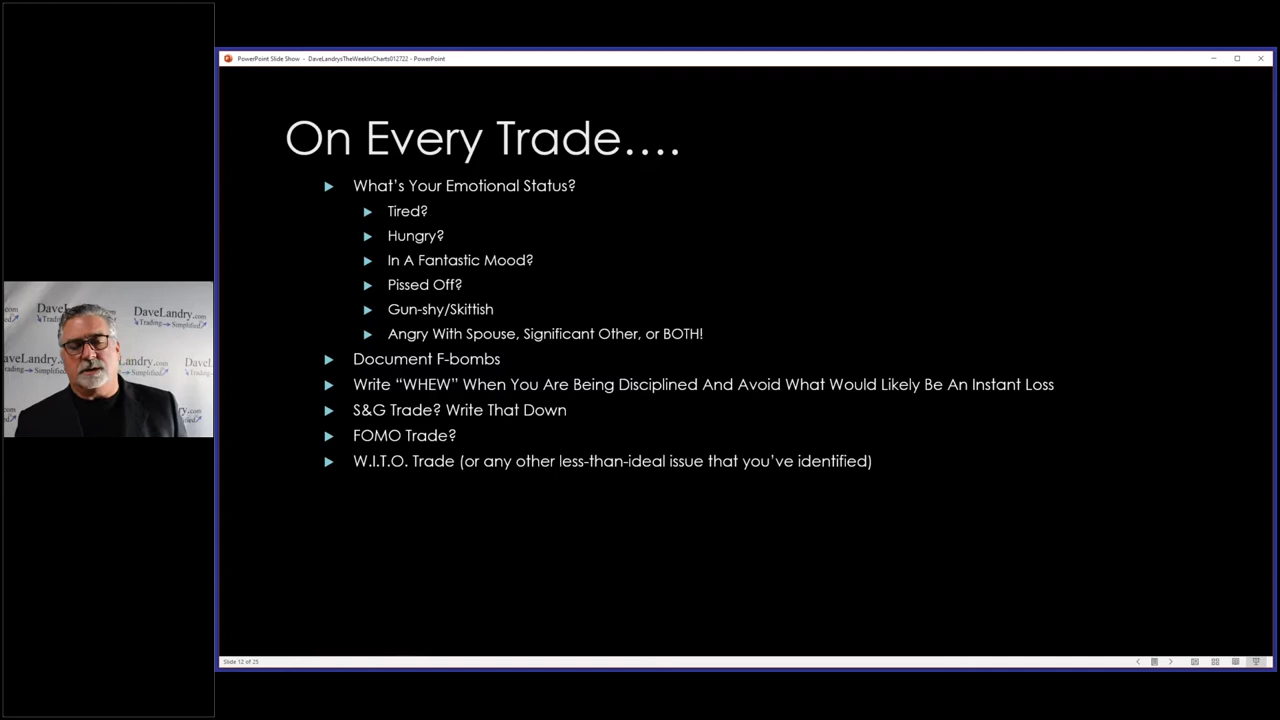 PowerPoint Slide Show - DaveLandrysTheWeekInCharts012722 - PowerPoint
On Every Trade....
What's Your Emotional Status?
Tired?
Hungry?
In A Fantastic Mood?
Pissed Off?
Gun-shy/Skittish
Angry With Spouse, Significant Other, or BOTH!
Document F-bombs
Write “WHEW” When You Are Being Disciplined And Avoid What Would Likely Be An Instant Loss
S&G Trade? Write That Down
FOMO Trade?
W.I.T.O. Trade (or any other less-than-ideal issue that you've identified)
DaveLandry.com
Trading Simplified
Slide 12 of 25